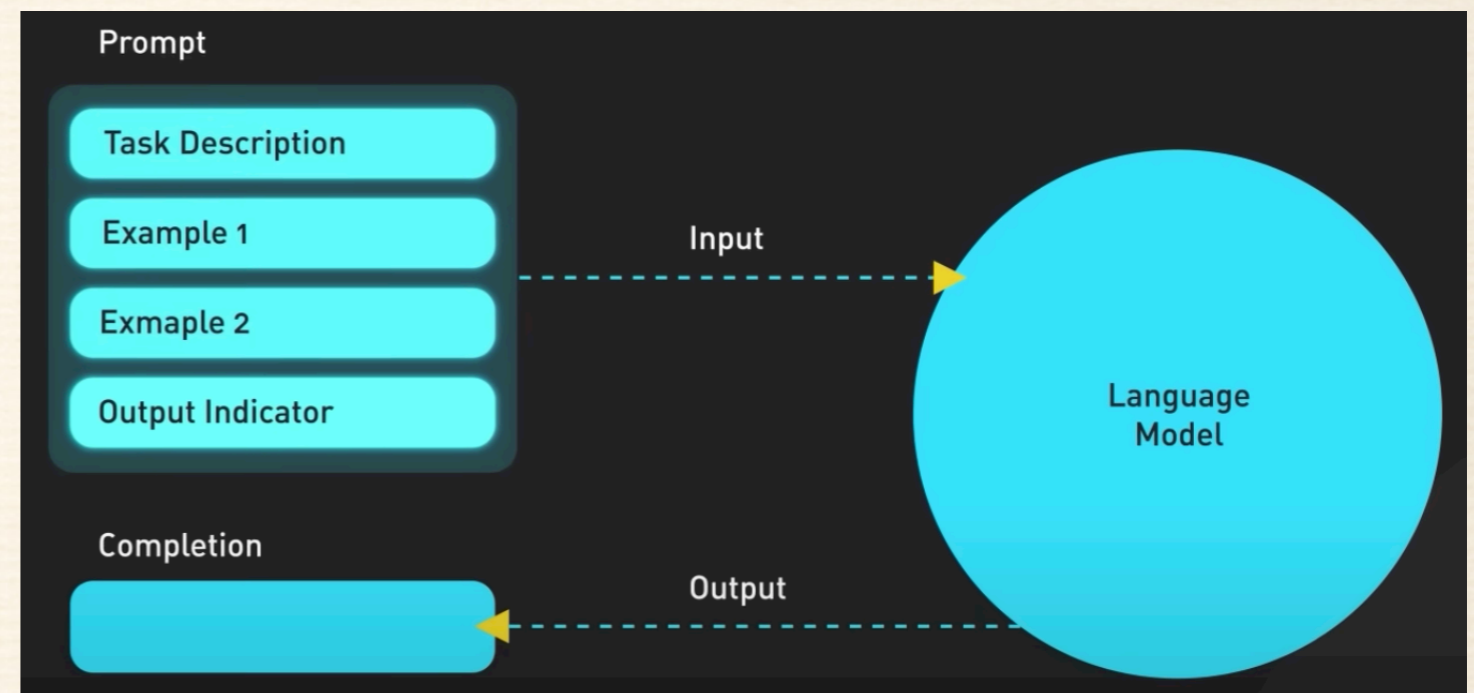 Prompt
Task Description
Example 1
Exmaple 2
Output Indicator
Input
Language
Model
Completion
Output